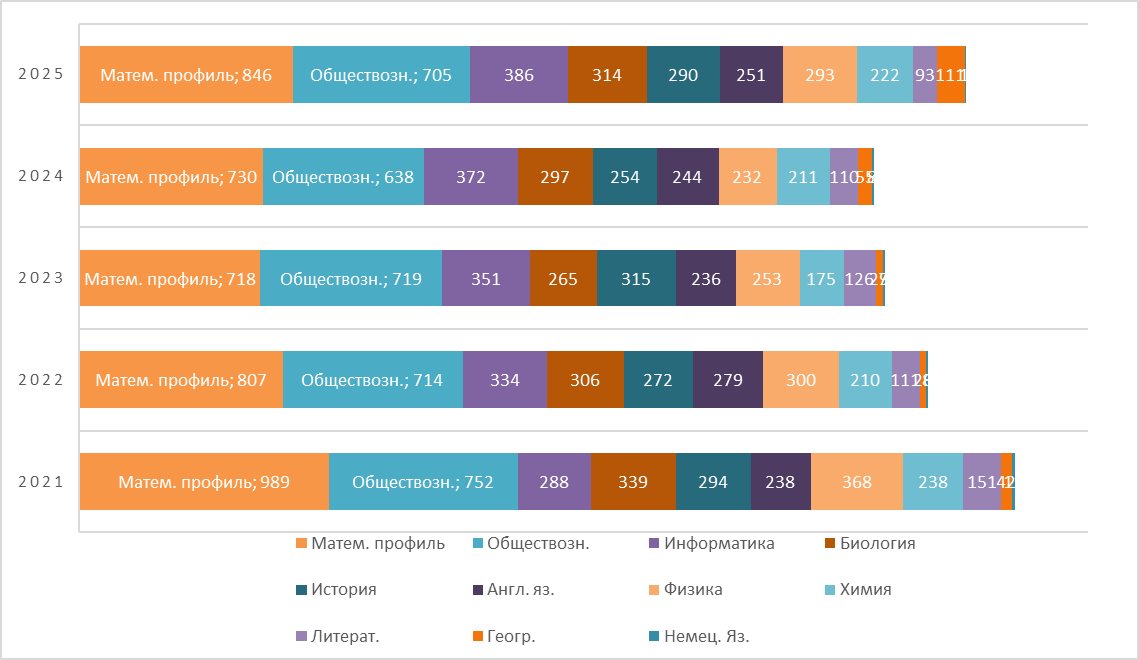 2025 Матем. профиль; 846 Обществозн.; 705 386 314 290 251 293 222 93 111
2024 Матем. профиль; 730 Обществозн.; 638 372 297 254 244 232 211 110 55
2023 Матем. профиль; 718 Обществозн.; 719 351 265 315 236 253 175 126
2022 Матем. профиль; 807 Обществозн.; 714 334 306 272 279 300 210 111
2021 Матем. профиль; 989 Обществозн.; 752 288 339 294 238 368 238 151
Матем. профиль Обществозн. Информатика Биология
История Англ. яз. Физика Химия
Литерат. Геогр. Немец. Яз.